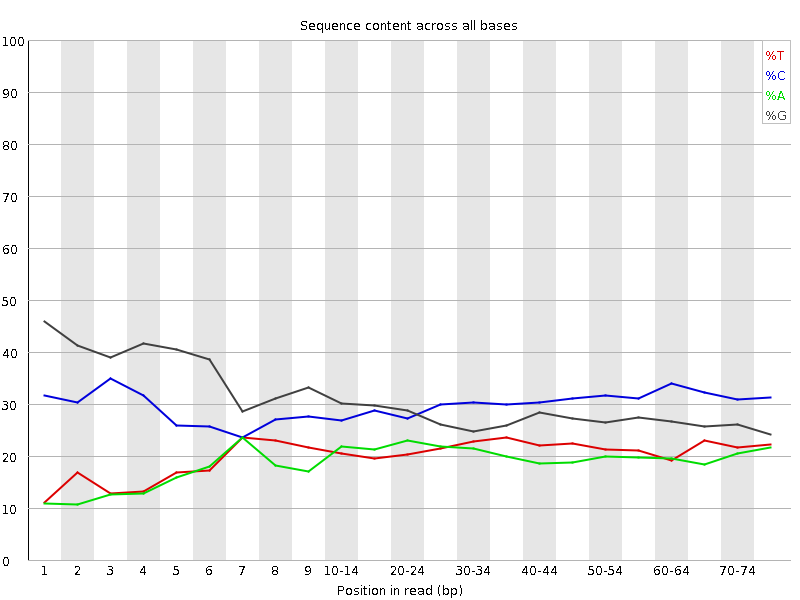 Sequence content across all bases
100
90
80
70
60
50
40
30
20
10
0
%T
%C
%A
%G
1 2 3 4 5 6 7 8 9 10-14 20-24 30-34 40-44 50-54 60-64 70-74
Position in read (bp)